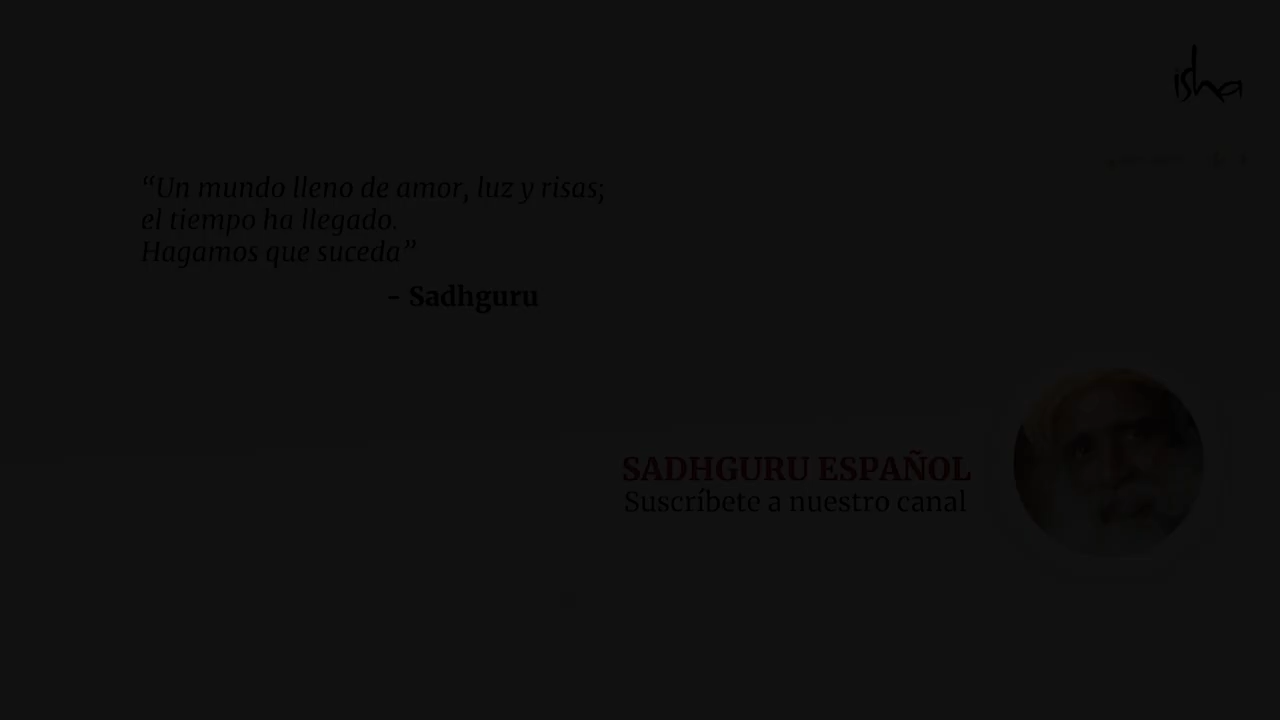 isha
“Un mundo lleno de amor, luz y risas;
el tiempo ha llegado.
Hagamos que suceda”
- Sadhguru
SADHGURU ESPAÑOL
Suscríbete a nuestro canal